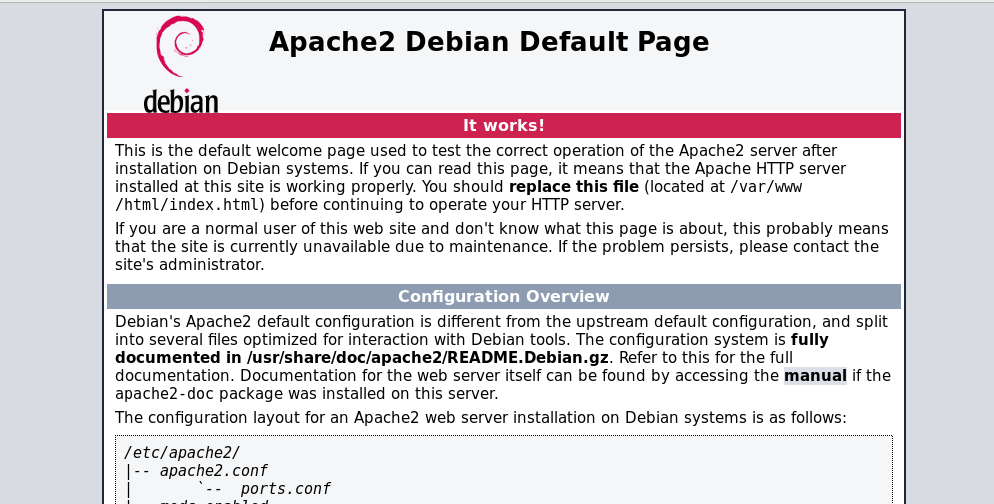 debian
Apache2 Debian Default Page
It works!
This is the default welcome page used to test the correct operation of the Apache2 server after
installation on Debian systems. If you can read this page, it means that the Apache HTTP server
installed at this site is working properly. You should replace this file (located at /var/www
/html/index.html) before continuing to operate your HTTP server.
If you are a normal user of this web site and don't know what this page is about, this probably means
that the site is currently unavailable due to maintenance. If the problem persists, please contact the
site's administrator.
Configuration Overview
Debian's Apache2 default configuration is different from the upstream default configuration, and split
into several files optimized for interaction with Debian tools. The configuration system is fully
documented in /usr/share/doc/apache2/README.Debian.gz. Refer to this for the full
documentation. Documentation for the web server itself can be found by accessing the manual if the
apache2-doc package was installed on this server.
The configuration layout for an Apache2 web server installation on Debian systems is as follows:
/etc/apache2/
|-- apache2.conf
|       `--  ports.conf
|-- mods-enabled